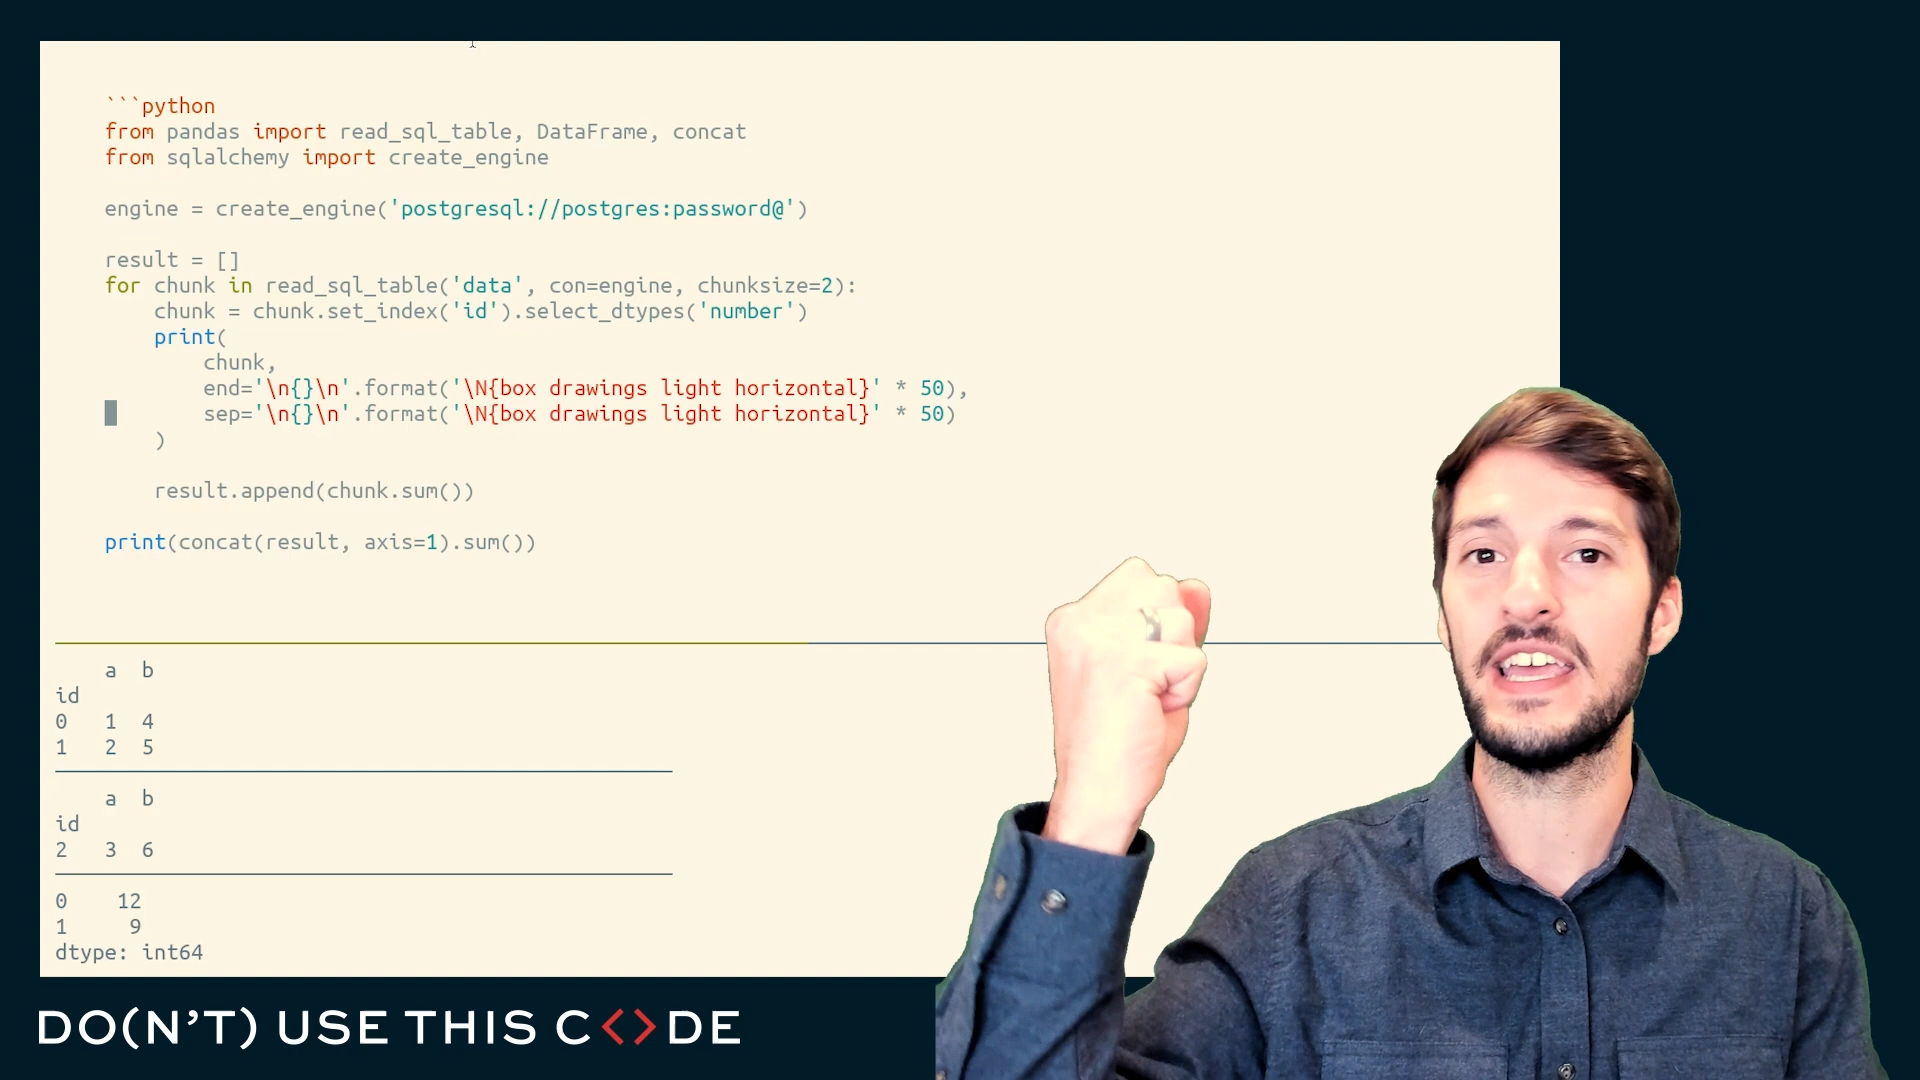 ```python
from pandas import read_sql_table, DataFrame, concat
from sqlalchemy import create_engine
engine = create_engine('postgresql://postgres:password@')
result = []
for chunk in read_sql_table('data', con=engine, chunksize=2):
    chunk = chunk.set_index('id').select_dtypes('number')
    print(
        chunk,
        end='\n{}\n'.format('\N{box drawings light horizontal}' * 50),
        sep='\n{}\n'.format('\N{box drawings light horizontal}' * 50)
    )
    result.append(chunk.sum())
print(concat(result, axis=1).sum())
    a  b
id
0   1  4
1   2  5
    a  b
id
2   3  6
0    12
1     9
dtype: int64
DO(N'T) USE THIS C<>DE